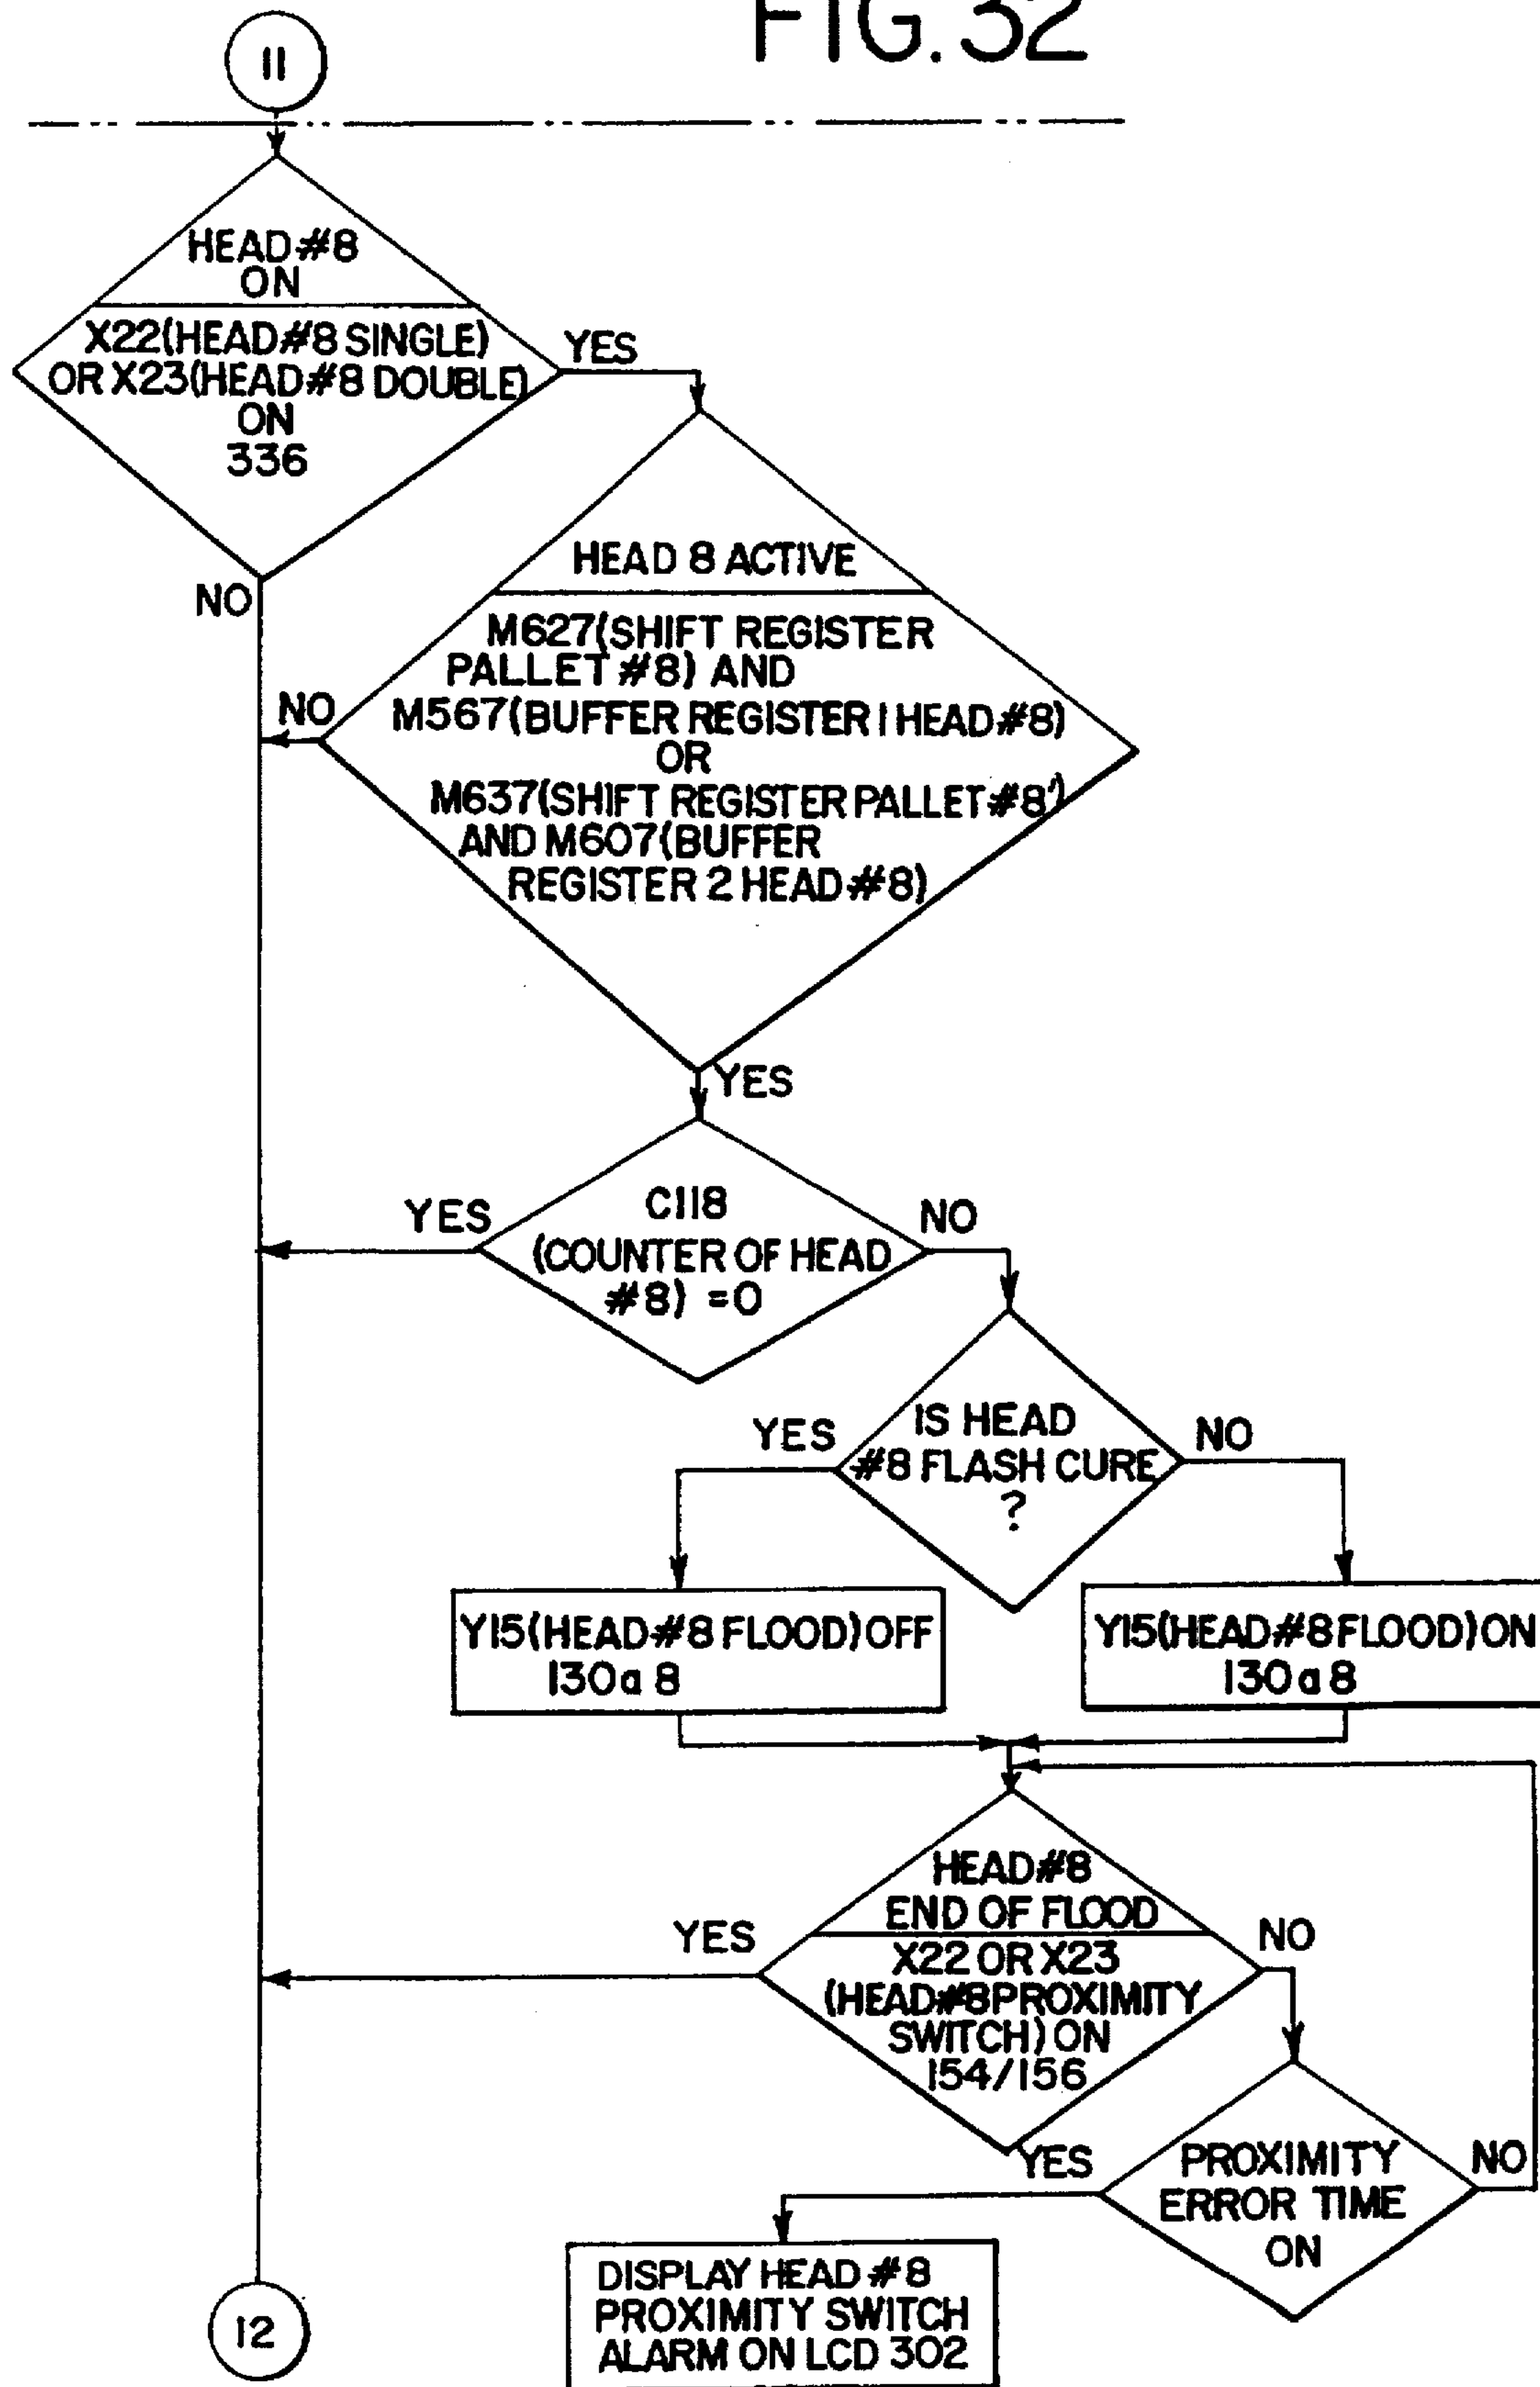 FIG. 32
11
HEAD #8
ON
X22(HEAD #8 SINGLE)
OR X23(HEAD #8 DOUBLE)
ON
336
YES
NO
HEAD 8 ACTIVE
M627(SHIFT REGISTER
PALLET #8) AND
M567(BUFFER REGISTER 1 HEAD #8)
OR
M637(SHIFT REGISTER PALLET #8')
AND M607(BUFFER
REGISTER 2 HEAD #8)
NO
YES
C118
(COUNTER OF HEAD
#8) =0
YES
NO
IS HEAD
#8 FLASH CURE
?
YES
NO
Y15(HEAD #8 FLOOD) OFF
130a 8
Y15(HEAD #8 FLOOD) ON
130a 8
HEAD #8
END OF FLOOD
X22 OR X23
(HEAD #8 PROXIMITY
SWITCH) ON
154/156
YES
NO
PROXIMITY
ERROR TIME
ON
YES
NO
DISPLAY HEAD #8
PROXIMITY SWITCH
ALARM ON LCD 302
12